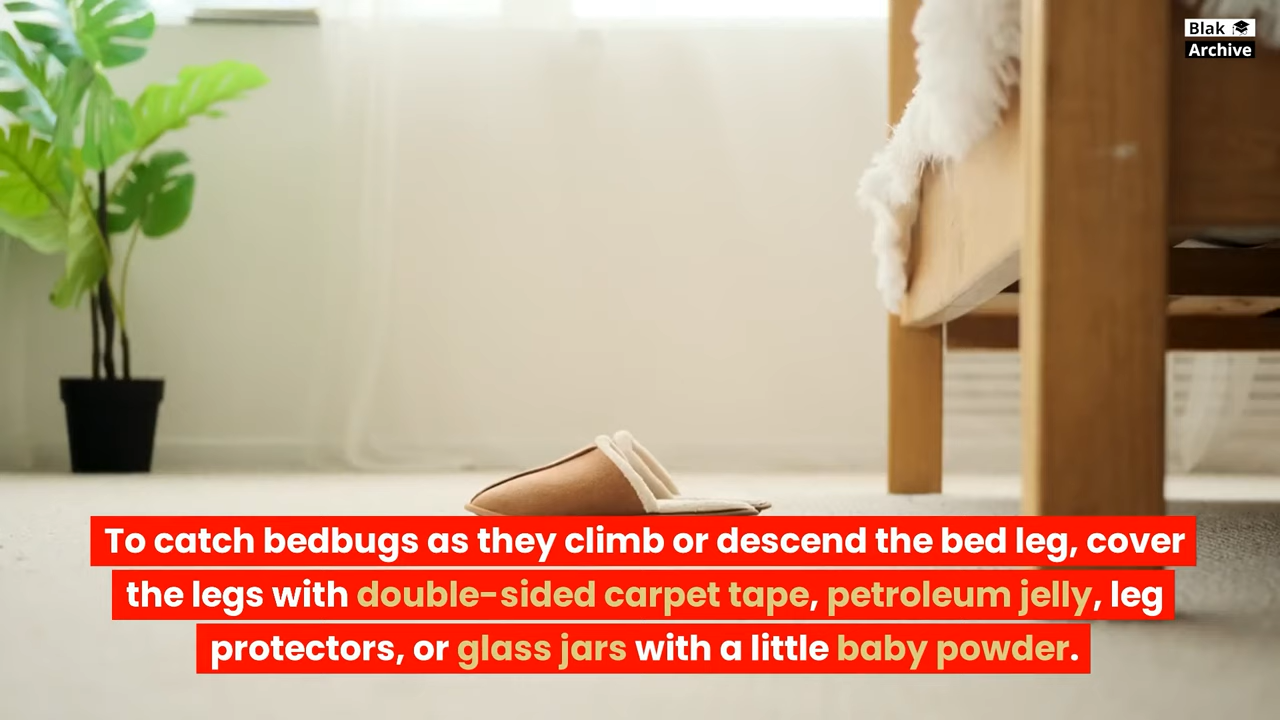 Blak
Archive
To catch bedbugs as they climb or descend the bed leg, cover
the legs with double-sided carpet tape, petroleum jelly, leg
protectors, or glass jars with a little baby powder.